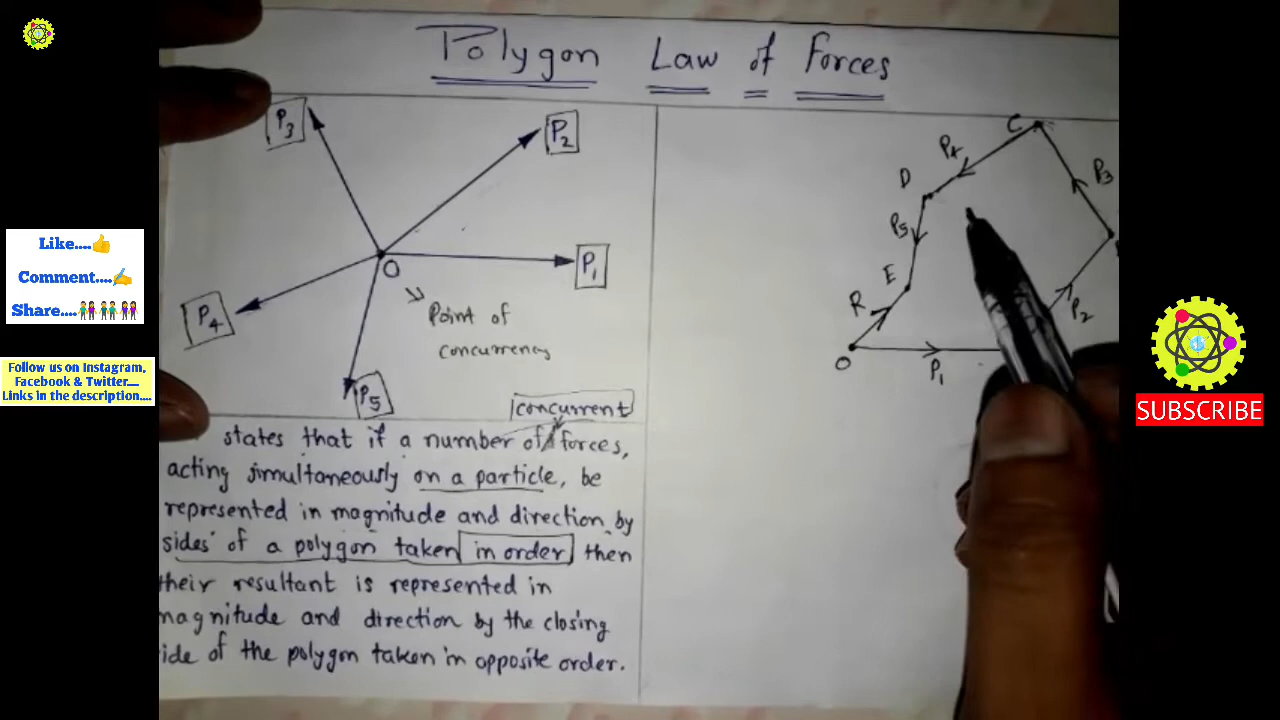 Polygon Law of Forces
P3
P2
O
P1
P4
Point of
concurrency
P5
concurrent
states that if a number of forces,
acting simultaneously on a particle, be
represented in magnitude and direction by
sides of a polygon taken in order then
their resultant is represented in
magnitude and direction by the closing
side of the polygon taken in opposite order.
C
P4
P3
D
P5
E
R
P2
O
P1
Like....👍
Comment....✍
Share....👫👫👫
Follow us on Instagram,
Facebook & Twitter....
Links in the description....
SUBSCRIBE